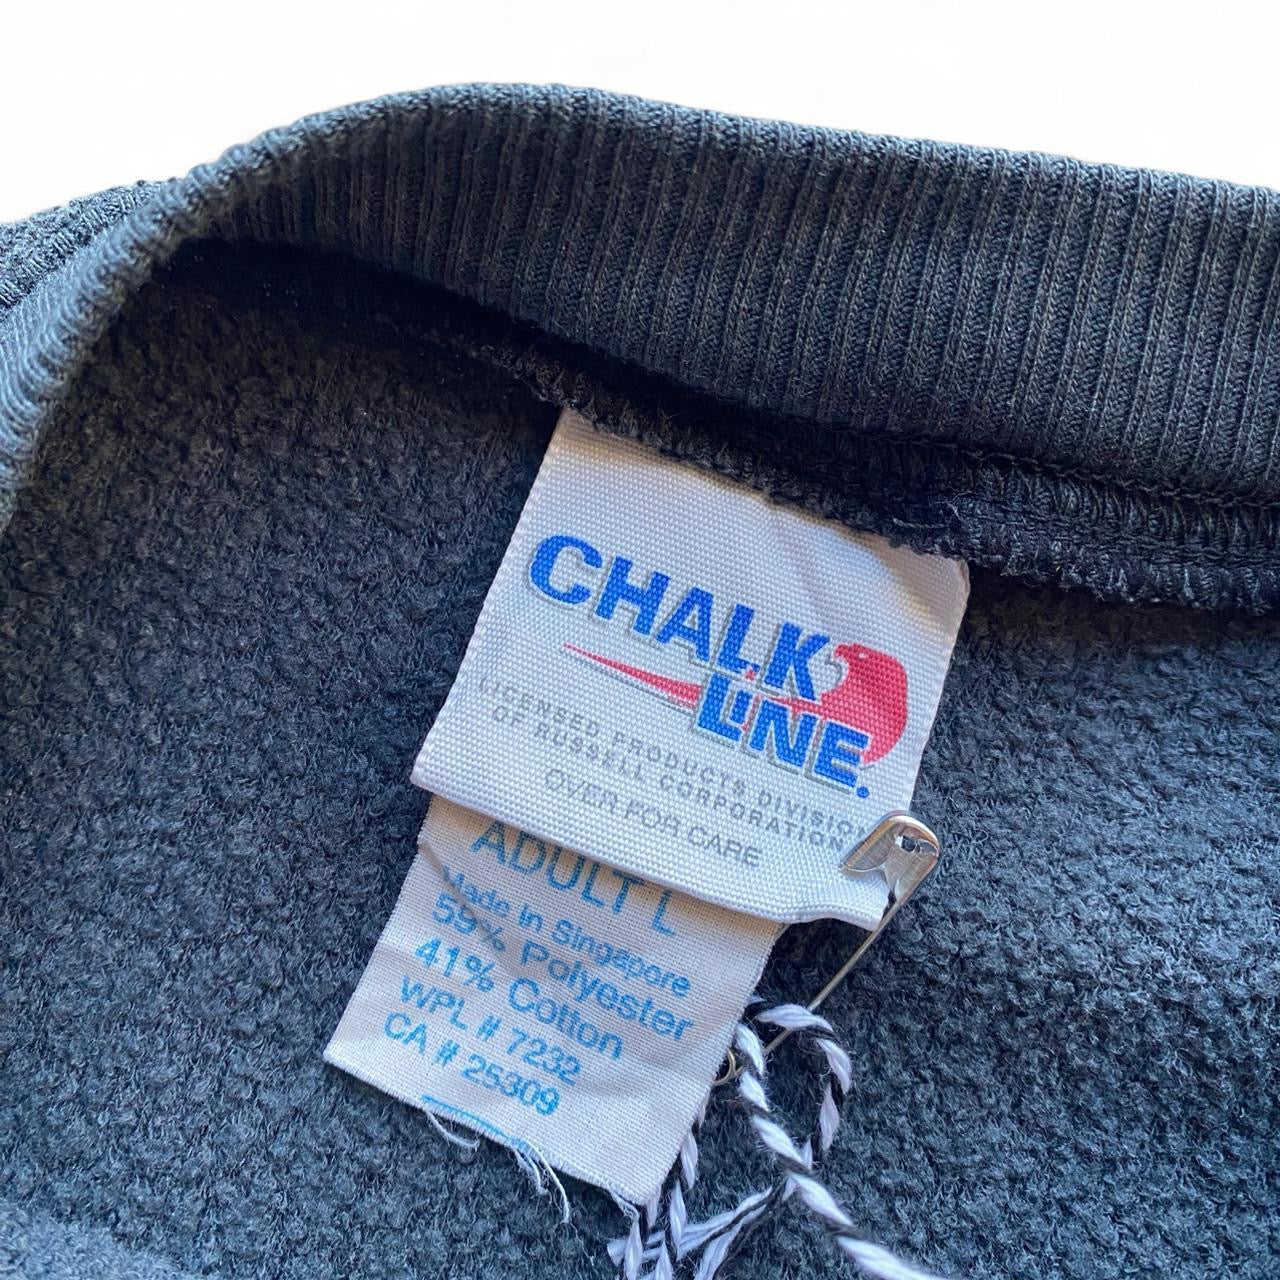 CHALK
LINE.
LICENSED PRODUCTS DIVISION
OF RUSSELL CORPORATION
OVER FOR CARE
ADULT L
Made in Singapore
59% Polyester
41% Cotton
WPL # 7232
CA # 25309